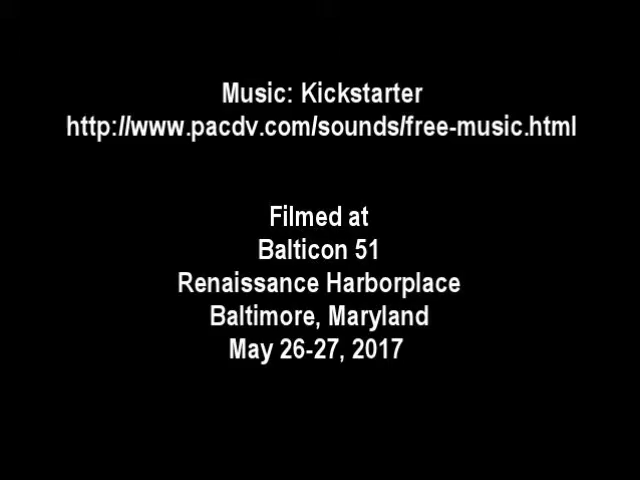 Music: Kickstarter
http://www.pacdv.com/sounds/free-music.html
Filmed at
Balticon 51
Renaissance Harborplace
Baltimore, Maryland
May 26-27, 2017